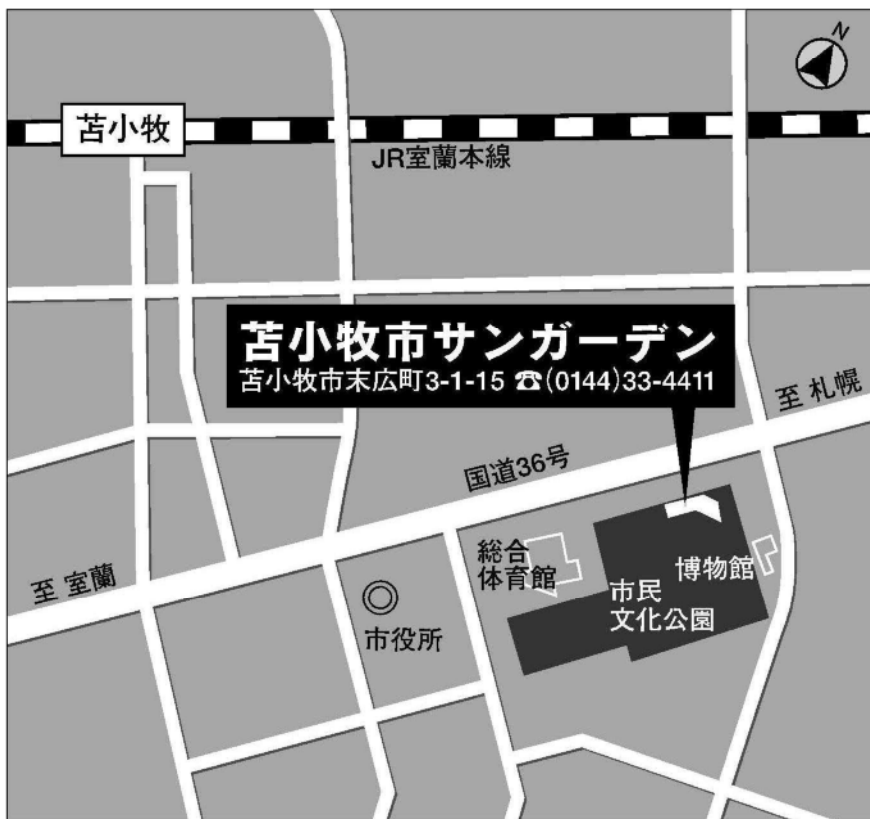 N
苫小牧
JR室蘭本線
苫小牧市サンガーデン
苫小牧市末広町3-1-15 ☎(0144)33-4411
至 札幌
国道36号
総合
体育館
博物館
市民
文化公園
至 室蘭
市役所